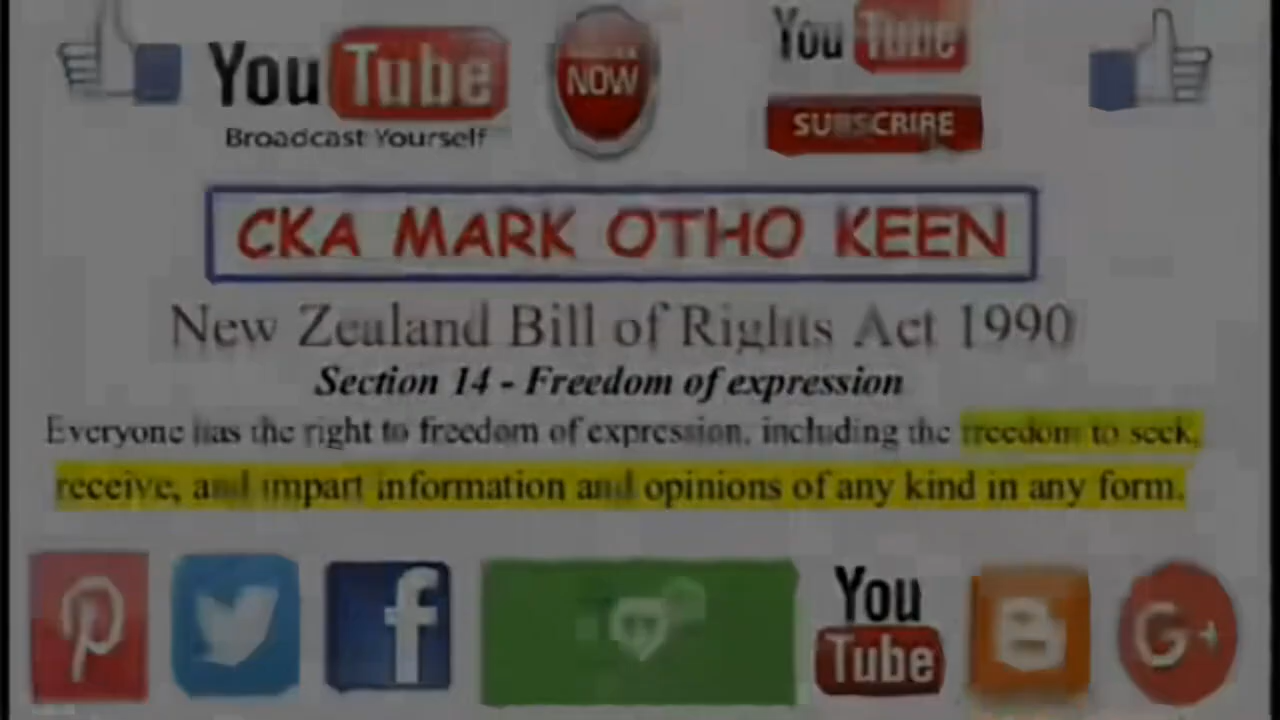 You Tube
Broadcast Yourself
NOW
You Tube
SUBSCRIBE
CKA MARK OTHO KEEN
New Zealand Bill of Rights Act 1990
Section 14 - Freedom of expression
Everyone has the right to freedom of expression, including the freedom to seek,
receive, and impart information and opinions of any kind in any form.
You
Tube
G+